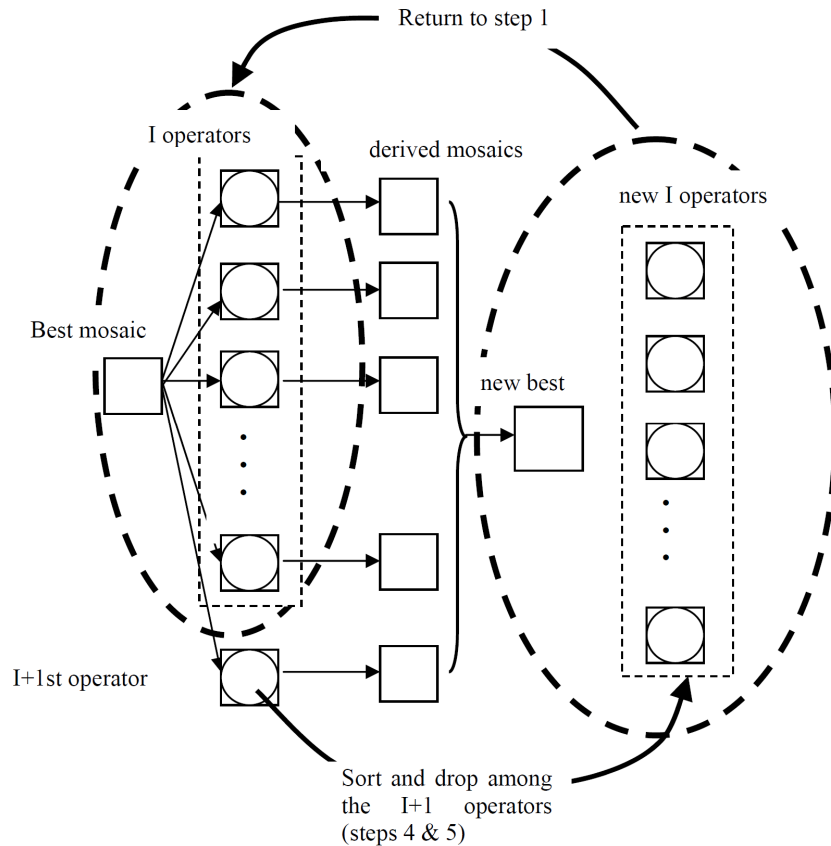 Return to step 1
I operators
derived mosaics
new I operators
Best mosaic
new best
I+1st operator
Sort and drop among
the I+1 operators
(steps 4 & 5)